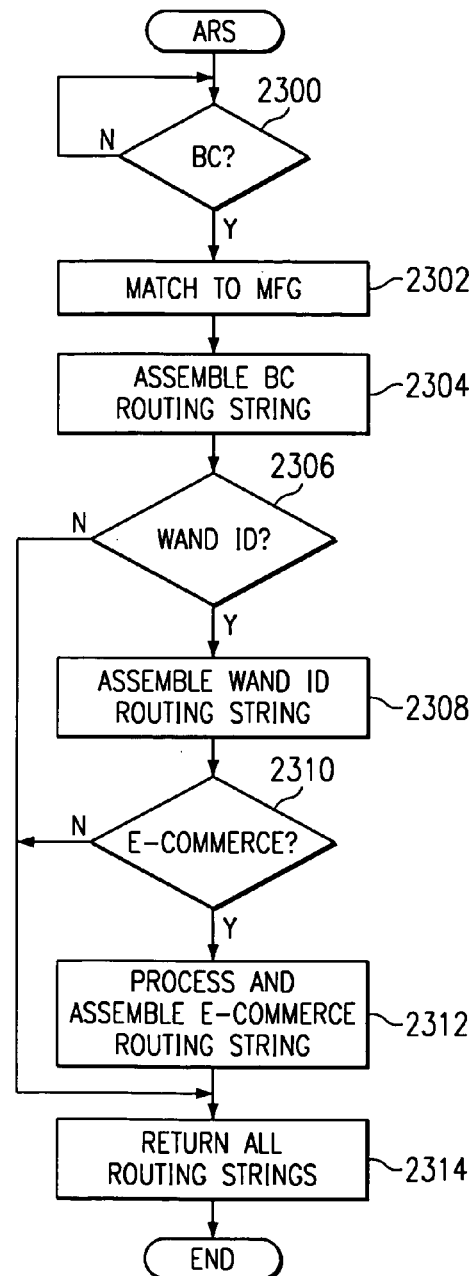 ARS
2300
N
BC?
Y
MATCH TO MFG
2302
ASSEMBLE BC
ROUTING STRING
2304
2306
N
WAND ID?
Y
ASSEMBLE WAND ID
ROUTING STRING
2308
2310
N
E-COMMERCE?
Y
PROCESS AND
ASSEMBLE E-COMMERCE
ROUTING STRING
2312
RETURN ALL
ROUTING STRINGS
2314
END